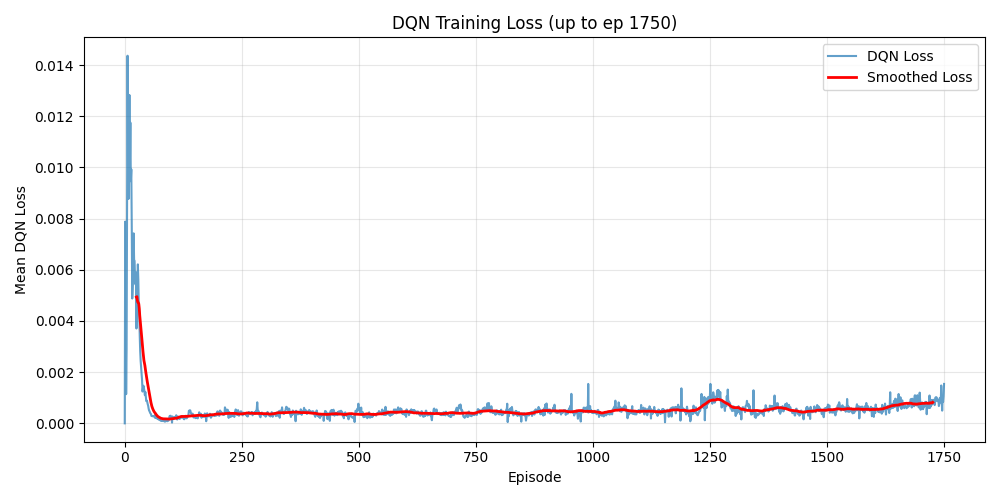 DQN Training Loss (up to ep 1750)
DQN Loss
Smoothed Loss
Mean DQN Loss
0.014
0.012
0.010
0.008
0.006
0.004
0.002
0.000
0 250 500 750 1000 1250 1500 1750
Episode